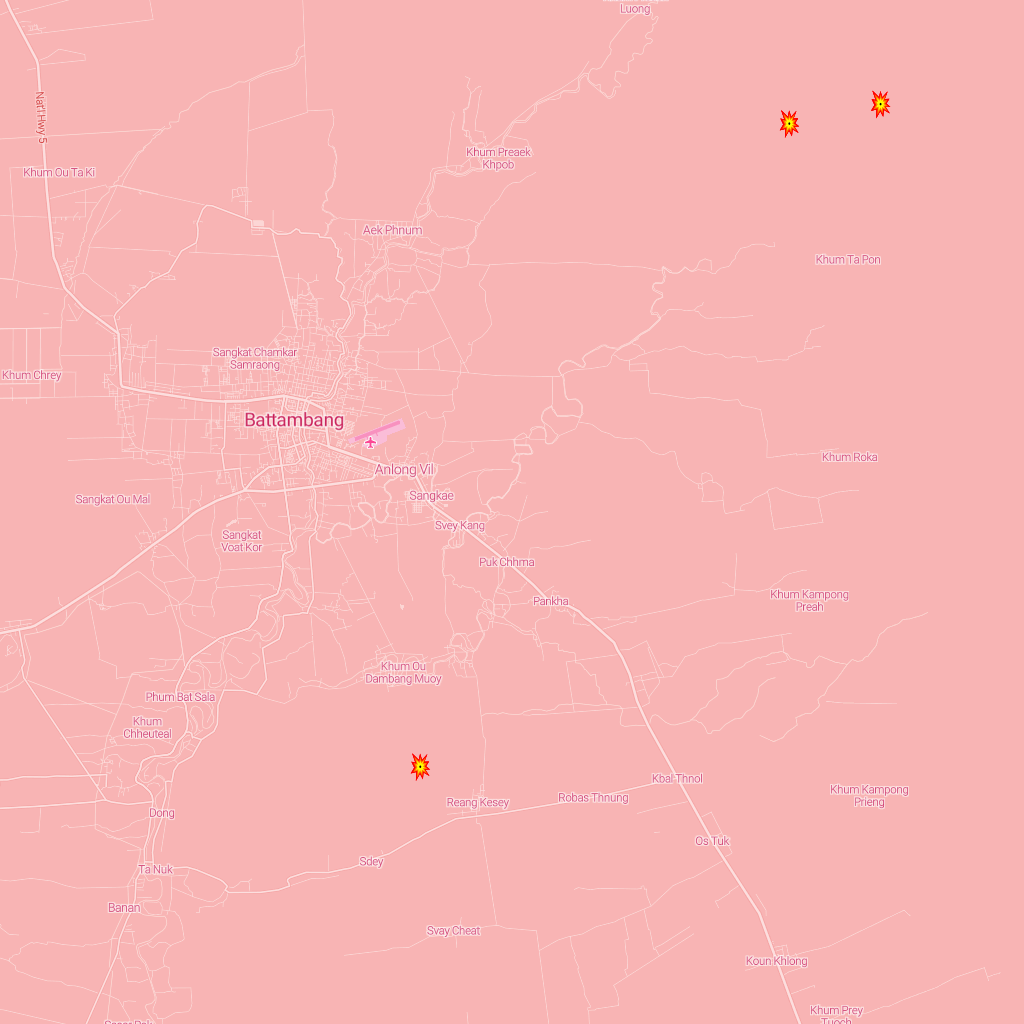 Luong
Nat'l Hwy 5
Khum Preaek
Khpob
Khum Ou Ta Ki
Aek Phnum
Khum Ta Pon
Sangkat Chamkar
Samraong
Khum Chrey
Battambang
Anlong Vil
Khum Roka
Sangkat Ou Mal
Sangkae
Svey Kang
Sangkat
Voat Kor
Puk Chhma
Pankha
Khum Kampong
Preah
Khum Ou
Dambang Muoy
Phum Bat Sala
Khum
Chheuteal
Kbal Thnol
Khum Kampong
Prieng
Robas Thnung
Reang Kesey
Dong
Os Tuk
Sdey
Ta Nuk
Banan
Svay Cheat
Koun Khlong
Khum Prey
Tuoch